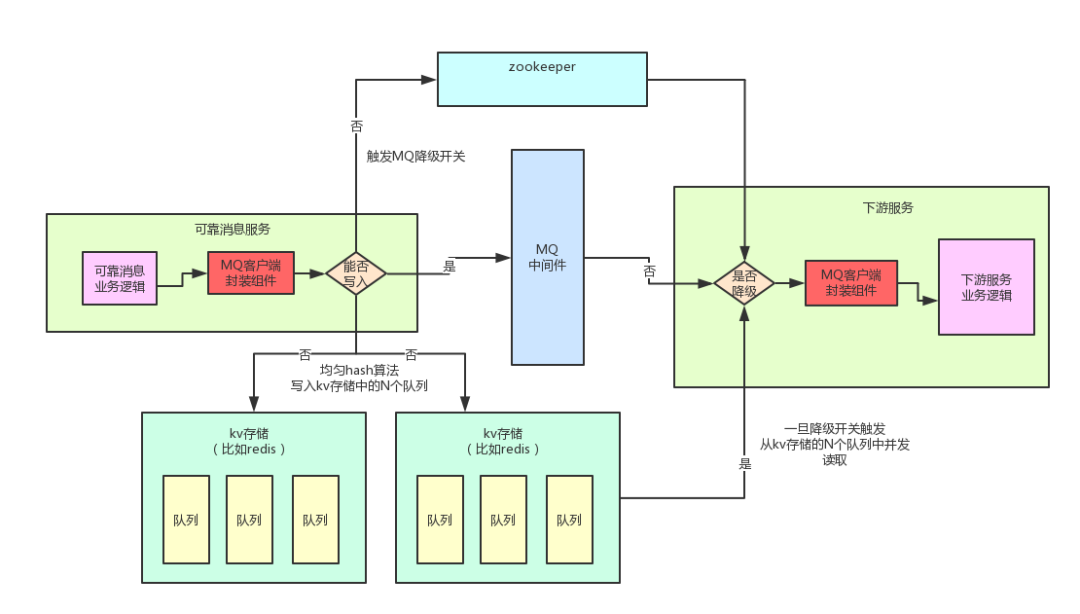 zookeeper
否
触发MQ降级开关
可靠消息服务
可靠消息
业务逻辑
MQ客户端
封装组件
能否
写入
是
MQ
中间件
否
下游服务
是否
降级
MQ客户端
封装组件
下游服务
业务逻辑
否
否
均匀hash算法
写入kv存储中的N个队列
kv存储
（比如redis）
队列
队列
队列
kv存储
（比如redis）
队列
队列
队列
一旦降级开关触发
从kv存储的N个队列中并发
读取
是